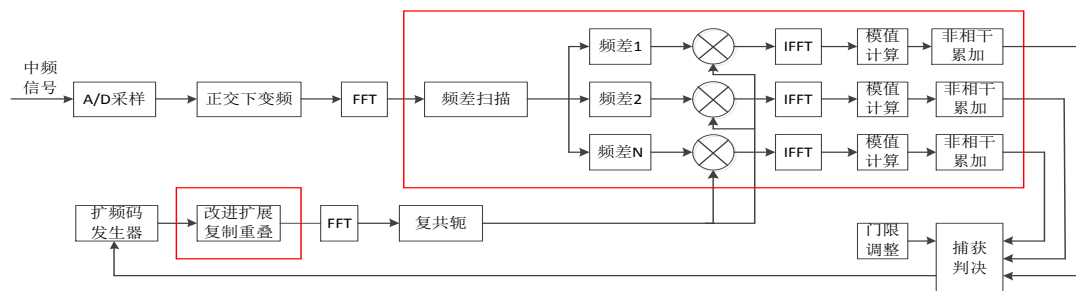 中频
信号
A/D采样
正交下变频
FFT
频差扫描
频差1
IFFT
模值
计算
非相干
累加
频差2
IFFT
模值
计算
非相干
累加
频差N
IFFT
模值
计算
非相干
累加
扩频码
发生器
改进扩展
复制重叠
FFT
复共轭
门限
调整
捕获
判决